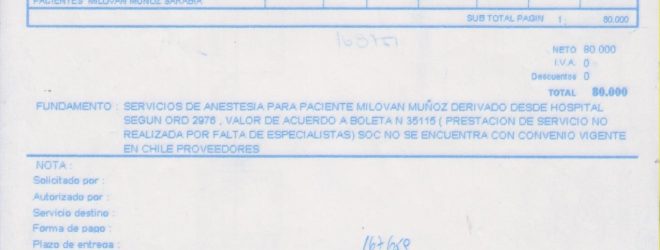 PACIENTES MILOVAN MUÑOZ SARABIA
SUB TOTAL PAGIN 1: 80.000
NETO 80 000
I.V.A. 0
Descuentos 0
TOTAL 80.000
FUNDAMENTO : SERVICIOS DE ANESTESIA PARA PACIENTE MILOVAN MUÑOZ DERIVADO DESDE HOSPITAL
SEGUN ORD 2975 , VALOR DE ACUERDO A BOLETA N 35115 ( PRESTACION DE SERVICIO NO
REALIZADA POR FALTA DE ESPECIALISTAS) SOC NO SE ENCUENTRA CON CONVENIO VIGENTE
EN CHILE PROVEEDORES
NOTA :
Solicitado por :
Autorizado por :
Servicio destino :
Forma de pago :
Plazo de entrega :